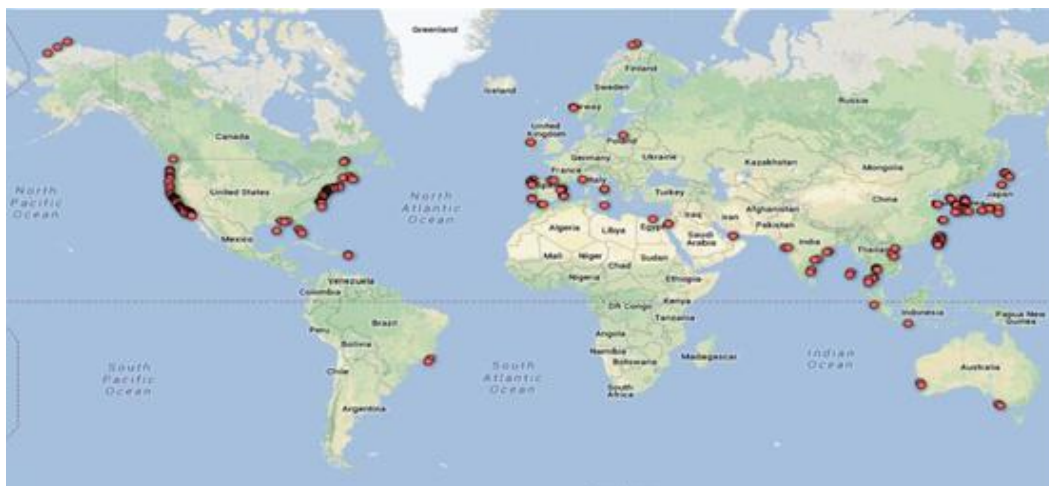 Greenland
Iceland
Finland
Sweden
Norway
Russia
Canada
United
Kingdom
Poland
Germany
Ukraine
Kazakhstan
Mongolia
France
Italy
North
Pacific
Ocean
United States
North
Atlantic
Ocean
Turkey
China
Japan
Iraq
Iran
Afghanistan
Pakistan
Algeria
Libya
Egypt
Saudi
Arabia
Mexico
India
Mali
Niger
Chad
Sudan
Thailand
Nigeria
Ethiopia
Venezuela
Colombia
DR Congo
Kenya
Indonesia
Papua New
Guinea
Tanzania
Peru
Brazil
Angola
Bolivia
Namibia
Botswana
Madagascar
South
Pacific
Ocean
Chile
South
Atlantic
Ocean
Indian
Ocean
Australia
South
Africa
Argentina